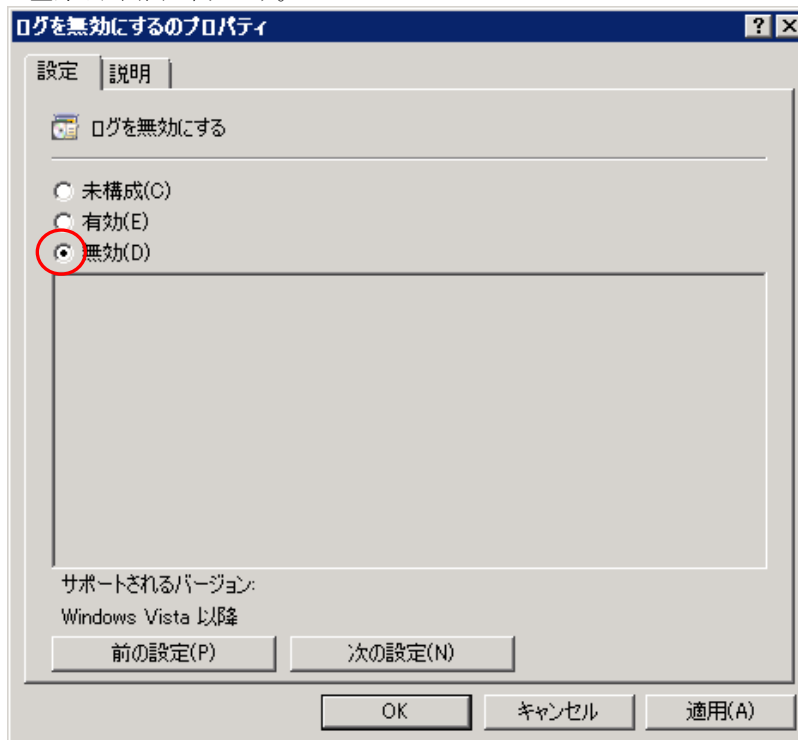 ログを無効にするのプロパティ
設定 説明
ログを無効にする
未構成(C)
有効(E)
無効(D)
サポートされるバージョン:
Windows Vista 以降
前の設定(P) 次の設定(N)
OK キャンセル 適用(A)